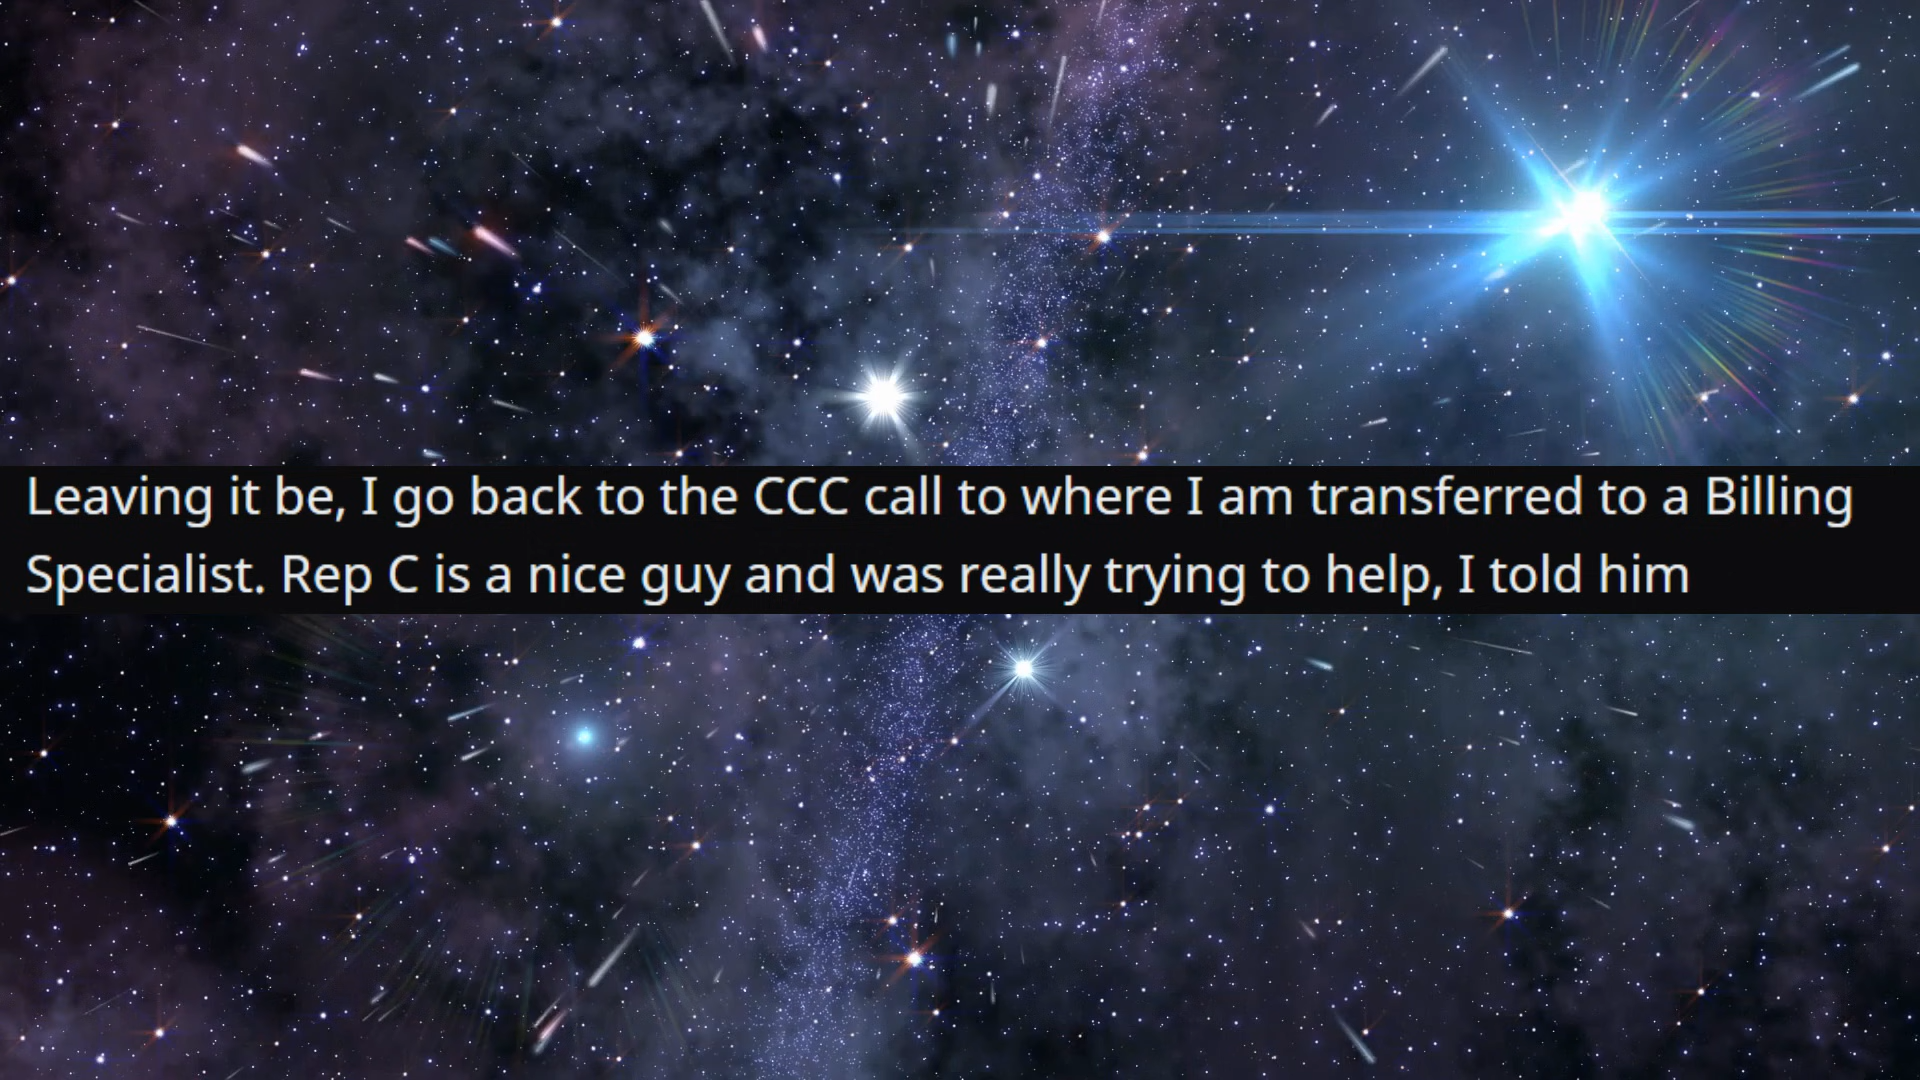 Leaving it be, I go back to the CCC call to where I am transferred to a Billing
Specialist. Rep C is a nice guy and was really trying to help, I told him